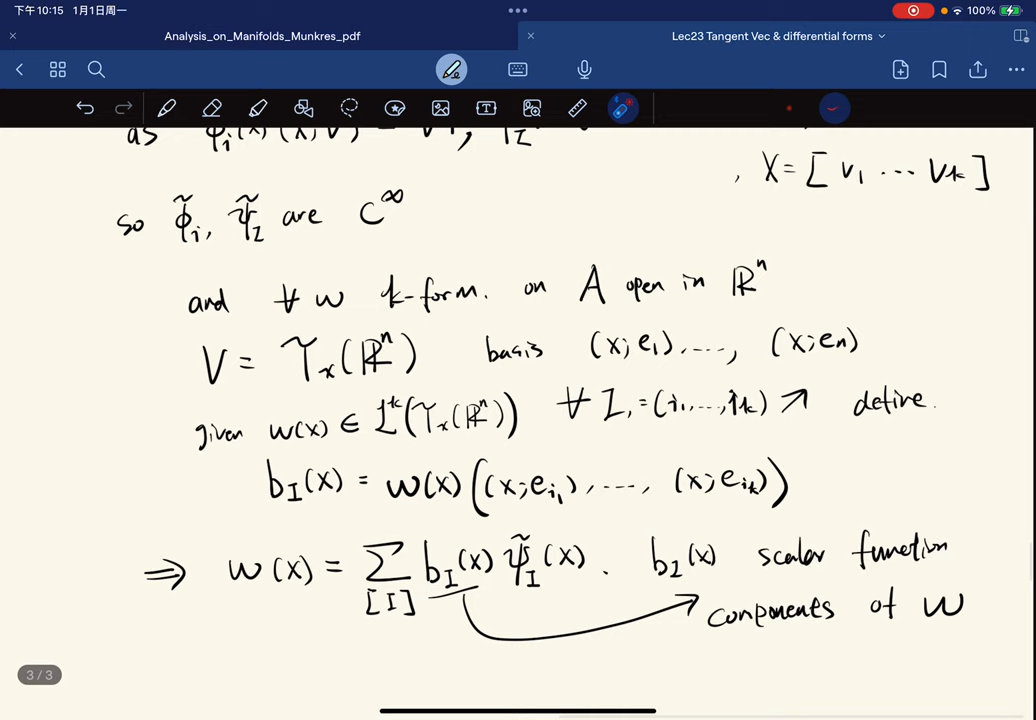 下午10:15 1月1日周一
100%
Analysis_on_Manifolds_Munkres_pdf
Lec23 Tangent Vec & differential forms
, X = [ v₁ ... vₖ ]
so φ̃ᵢ, ψ̃_I are C^∞
and ∀ w k-form. on A open in ℝⁿ
V = 𝒯ₓ(ℝⁿ) basis (x; e₁), ...., (x; eₙ)
given w(x) ∈ 𝓛ᵏ(𝒯ₓ(ℝⁿ)) ∀ I, = (i₁, ..., iₖ) ↗ define.
b_I(x) = w(x)((x; e_{i₁}), ...., (x; e_{iₖ}))
⇒ w(x) = ∑_{[I]} b_I(x) ψ̃_I(x). b_I(x) scalar function
components of w
3 / 3